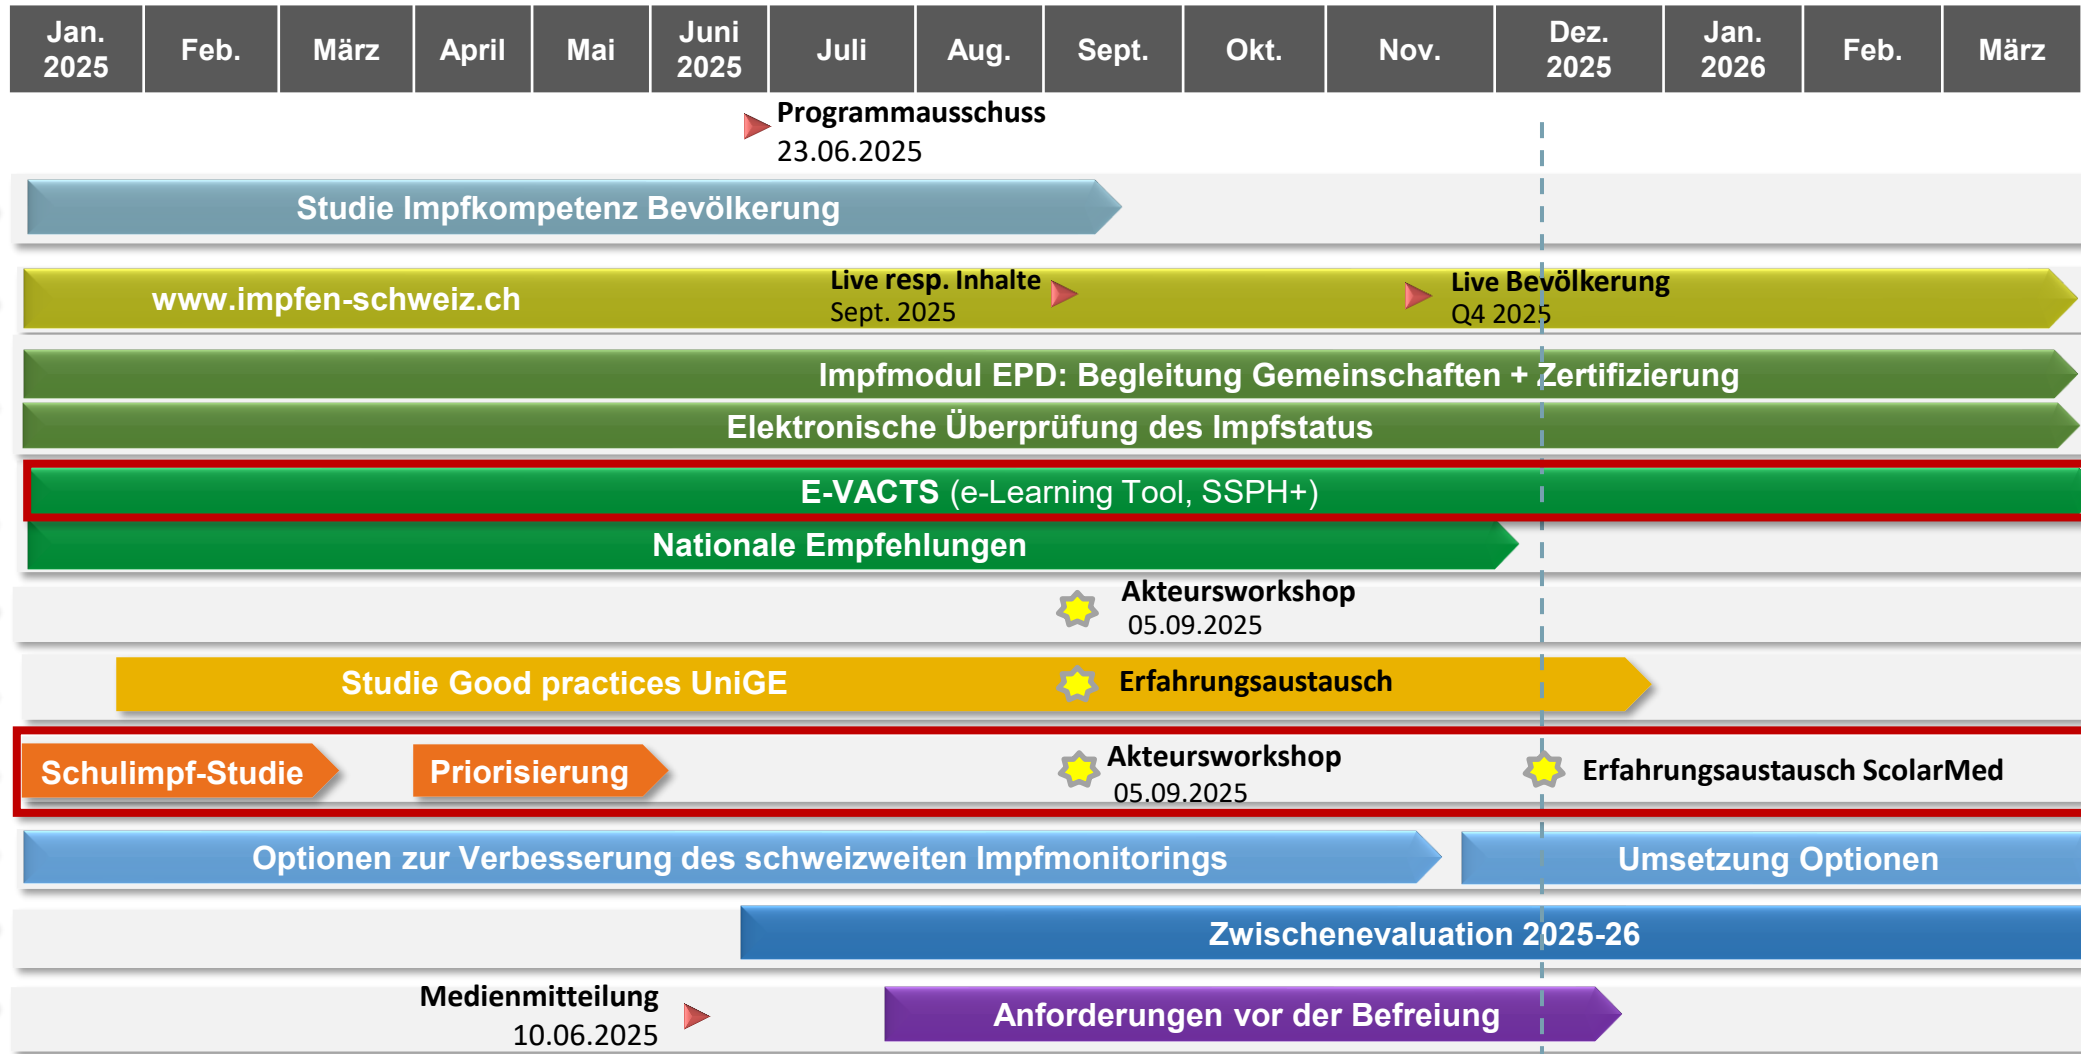 Jan.
2025
Feb.
März
April
Mai
Juni
2025
Juli
Aug.
Sept.
Okt.
Nov.
Dez.
2025
Jan.
2026
Feb.
März
Programmausschuss
23.06.2025
Studie Impfkompetenz Bevölkerung
www.impfen-schweiz.ch
Live resp. Inhalte
Sept. 2025
Live Bevölkerung
Q4 2025
Impfmodul EPD: Begleitung Gemeinschaften + Zertifizierung
Elektronische Überprüfung des Impfstatus
E-VACTS (e-Learning Tool, SSPH+)
Nationale Empfehlungen
Akteursworkshop
05.09.2025
Studie Good practices UniGE
Erfahrungsaustausch
Schulimpf-Studie
Priorisierung
Akteursworkshop
05.09.2025
Erfahrungsaustausch ScolarMed
Optionen zur Verbesserung des schweizweiten Impfmonitorings
Umsetzung Optionen
Zwischenevaluation 2025-26
Medienmitteilung
10.06.2025
Anforderungen vor der Befreiung